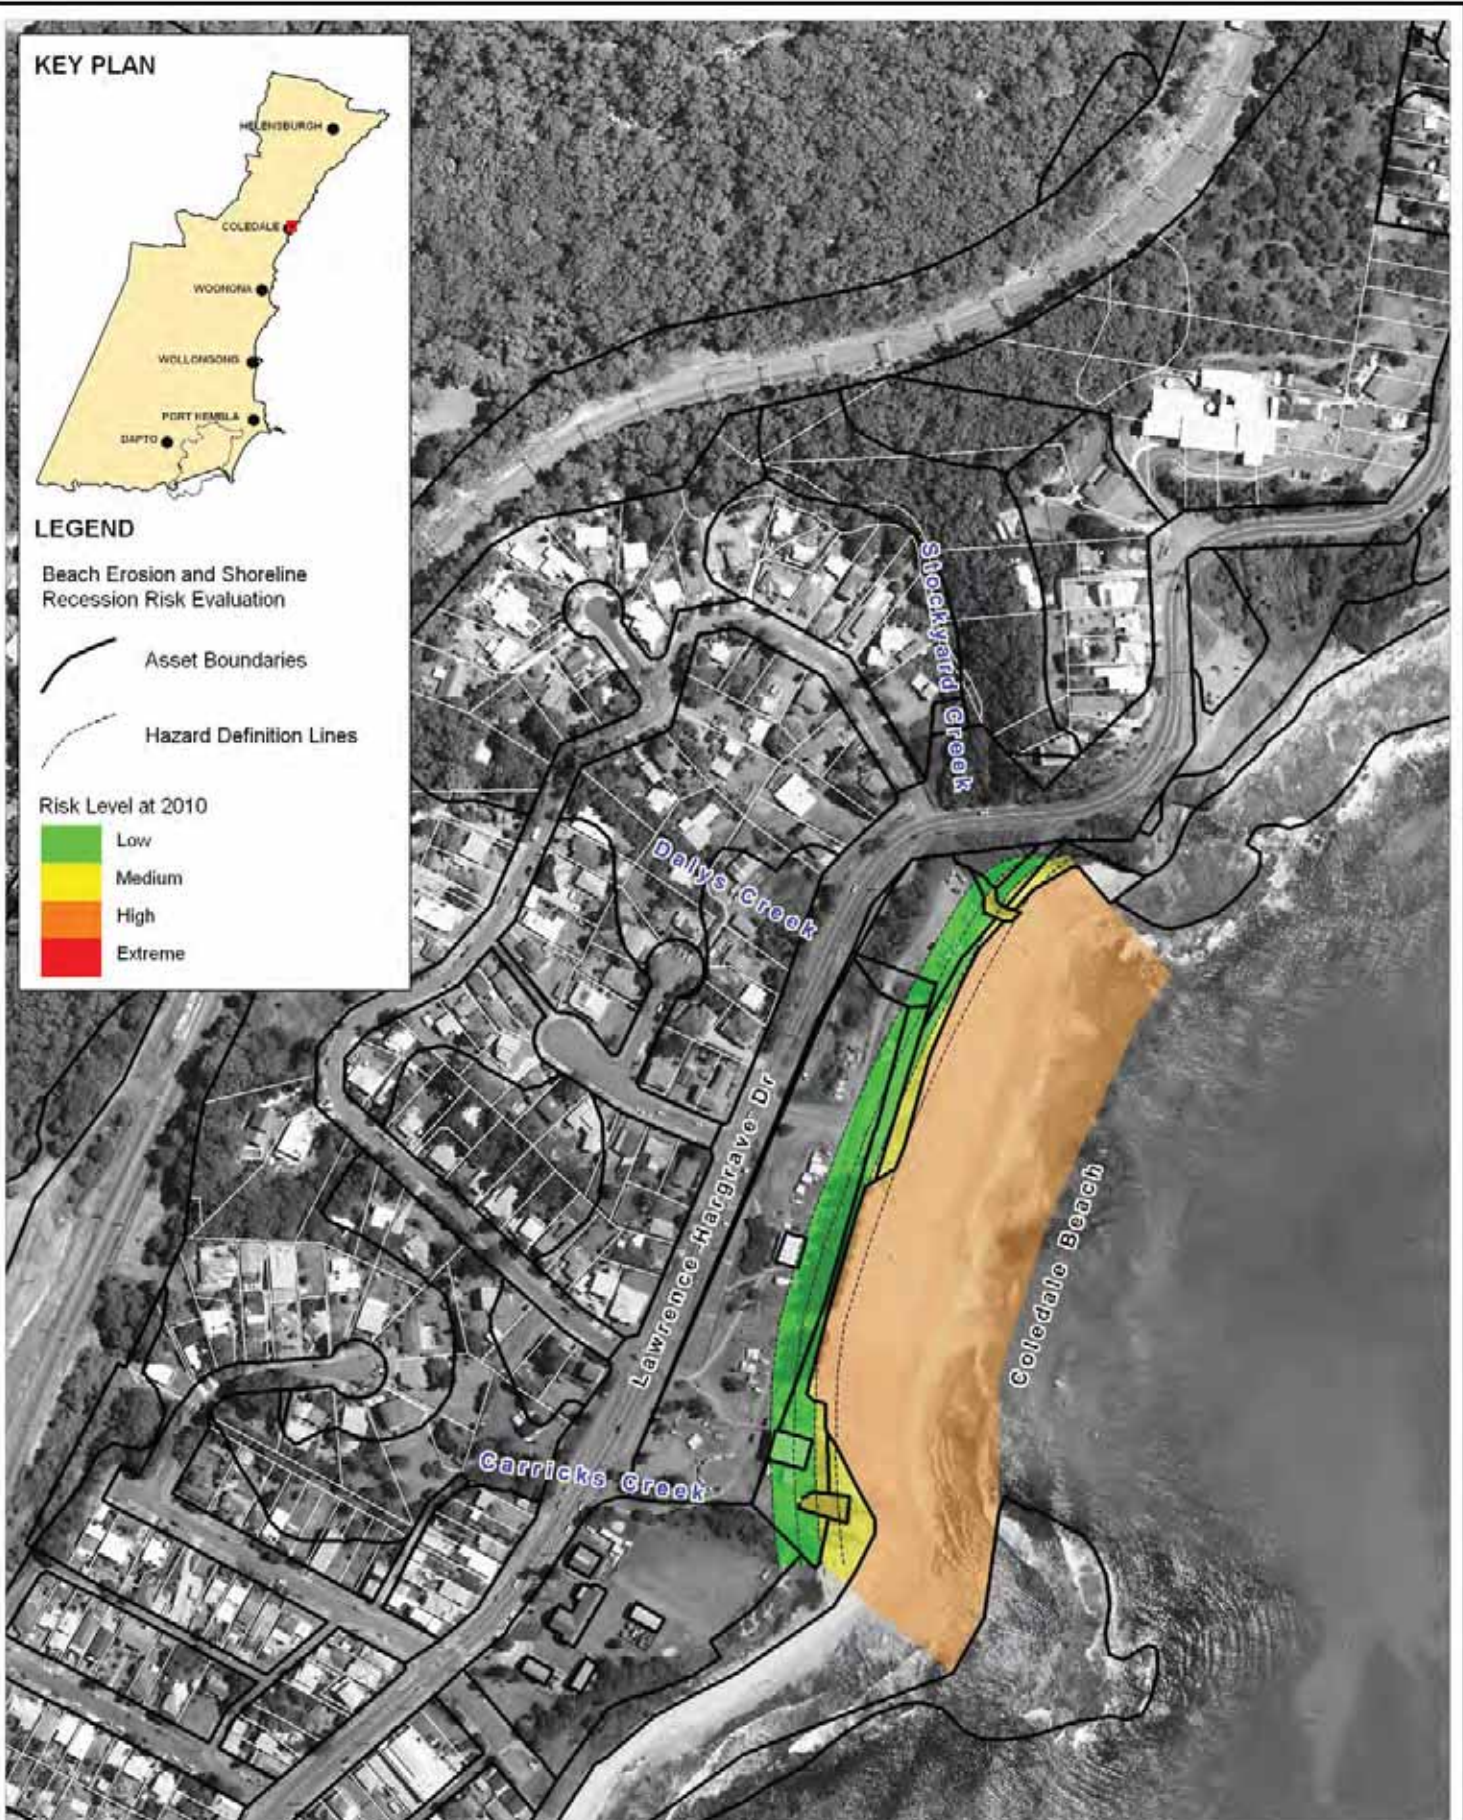 KEY PLAN
HELENSBURGH
COLEDALE
WOONONA
WOLLONGONG
PORT KEMBLA
DAPTO
LEGEND
Beach Erosion and Shoreline
Recession Risk Evaluation
Asset Boundaries
Hazard Definition Lines
Risk Level at 2010
Low
Medium
High
Extreme
Stockyard Creek
Dalys Creek
Lawrence Hargrave Dr
Coledale Beach
Carricks Creek